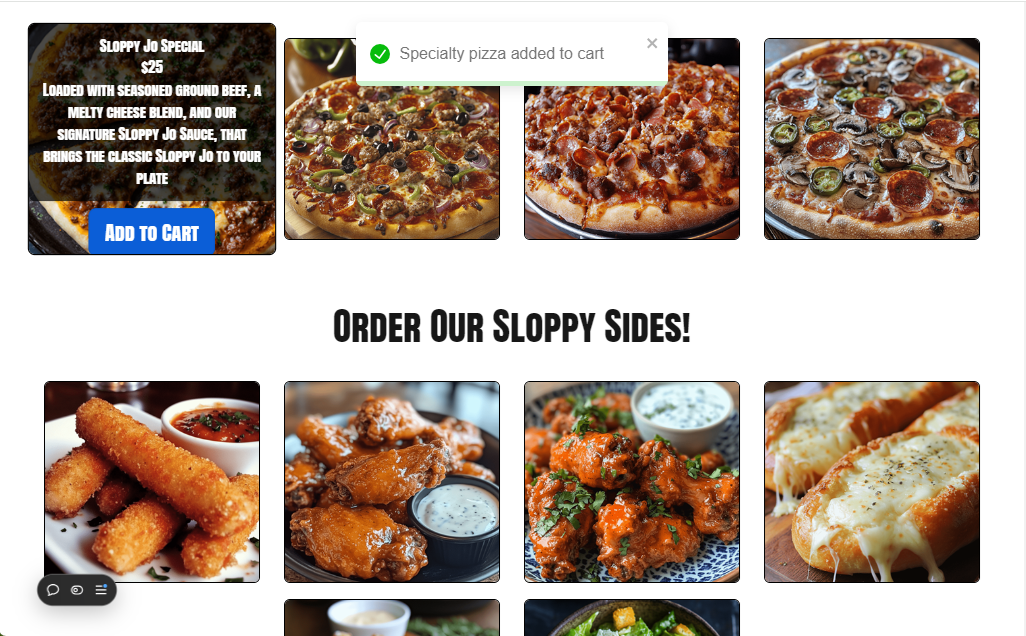 Sloppy Jo Special
$25
Loaded with seasoned ground beef, a
melty cheese blend, and our
signature Sloppy Jo Sauce, that
brings the classic Sloppy Jo to your
plate
Add to Cart
Specialty pizza added to cart
Order Our Sloppy Sides!